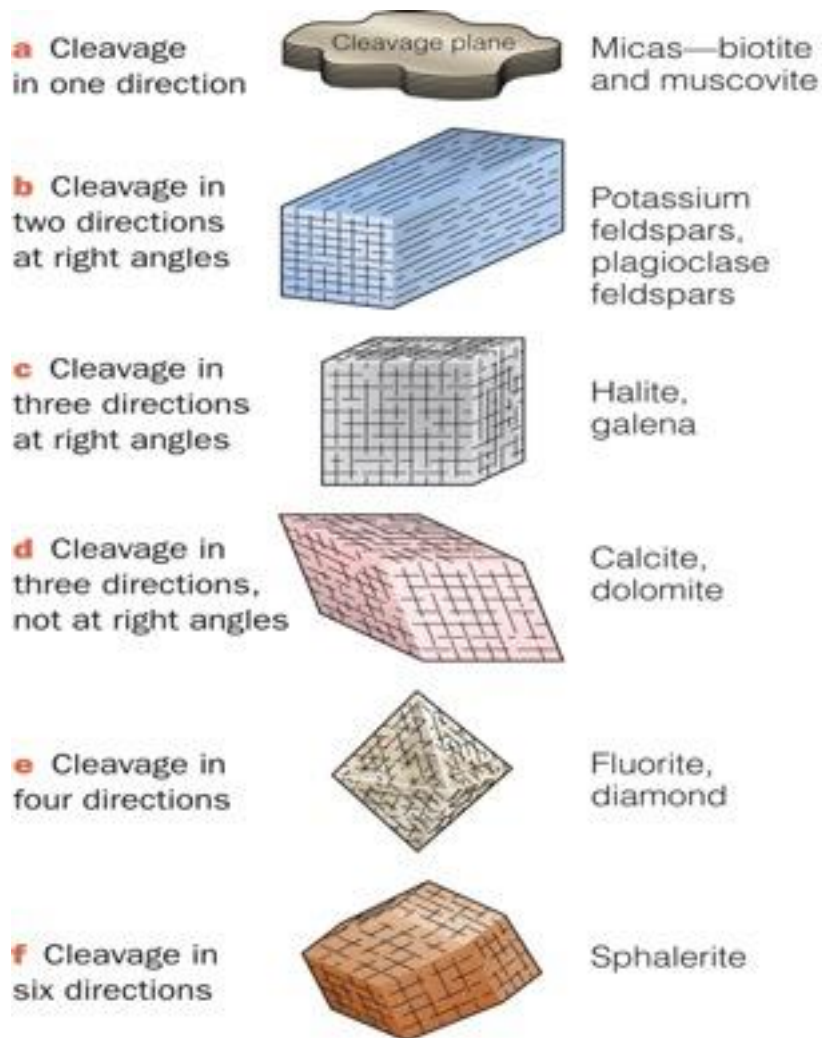 a Cleavage
in one direction
Cleavage plane
Micas—biotite
and muscovite
b Cleavage in
two directions
at right angles
Potassium
feldspars,
plagioclase
feldspars
c Cleavage in
three directions
at right angles
Halite,
galena
d Cleavage in
three directions,
not at right angles
Calcite,
dolomite
e Cleavage in
four directions
Fluorite,
diamond
f Cleavage in
six directions
Sphalerite